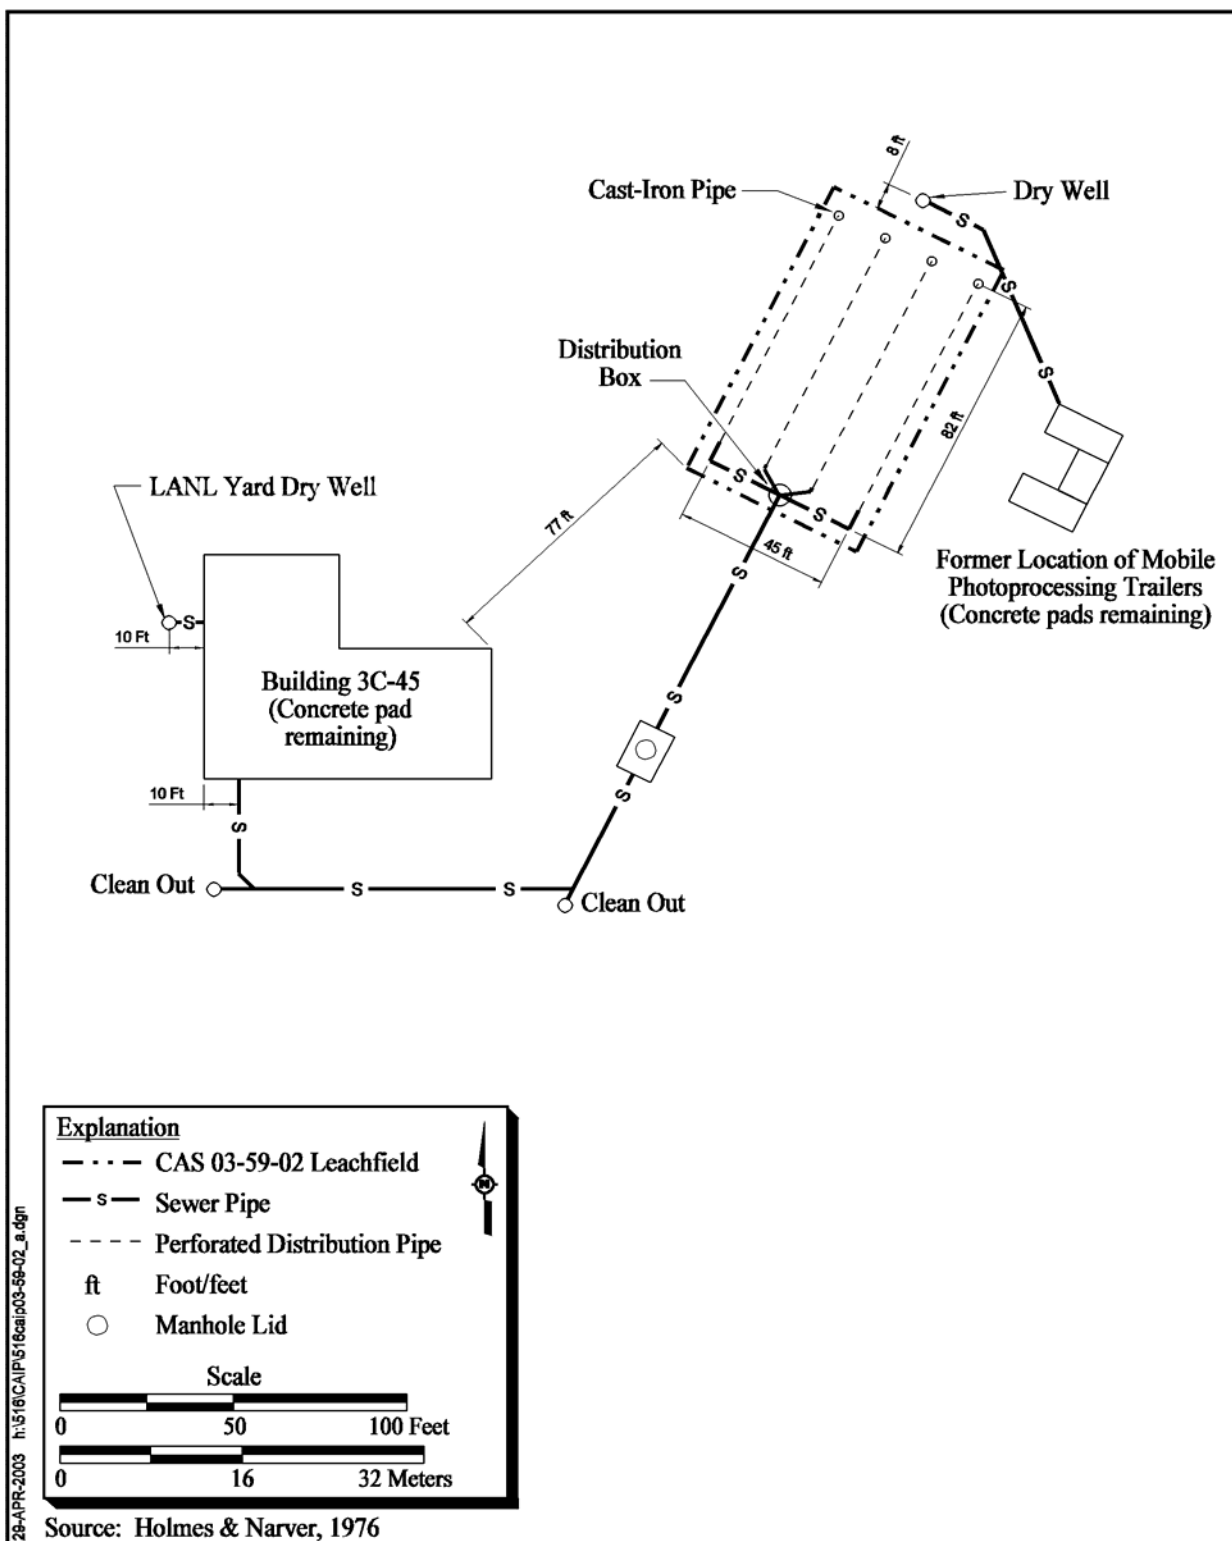 8 ft
Cast-Iron Pipe
Dry Well
S
S
Distribution
Box
S
82 ft
LANL Yard Dry Well
S
S
77 ft
45 ft
Former Location of Mobile
Photoprocessing Trailers
(Concrete pads remaining)
S
S
10 Ft
Building 3C-45
(Concrete pad
remaining)
S
10 Ft
S
S
Clean Out
S
S
Clean Out
Explanation
CAS 03-59-02 Leachfield
S
Sewer Pipe
Perforated Distribution Pipe
ft
Foot/feet
Manhole Lid
N
Scale
0
50
100 Feet
0
16
32 Meters
29-APR-2003 h:\516\CAIP\516caip03-59-02_a.dgn
Source: Holmes & Narver, 1976